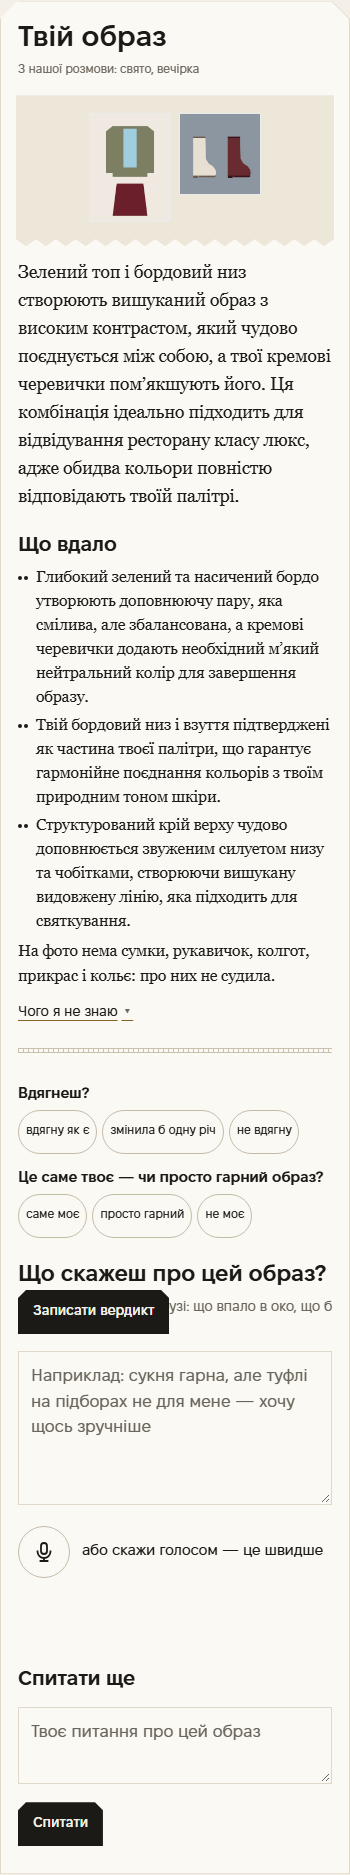 Твій образ
З нашої розмови: свято, вечірка
Зелений топ і бордовий низ
створюють вишуканий образ з
високим контрастом, який чудово
поєднується між собою, а твої кремові
черевички пом’якшують його. Ця
комбінація ідеально підходить для
відвідування ресторану класу люкс,
адже обидва кольори повністю
відповідають твоїй палітрі.
Що вдало
•• Глибокий зелений та насичений бордо
утворюють доповнюючу пару, яка
смілива, але збалансована, а кремові
черевички додають необхідний м’який
нейтральний колір для завершення
образу.
•• Твій бордовий низ і взуття підтверджені
як частина твоєї палітри, що гарантує
гармонійне поєднання кольорів з твоїм
природним тоном шкіри.
•• Структурований крій верху чудово
доповнюється звуженим силуетом низу
та чобітками, створюючи вишукану
видовжену лінію, яка підходить для
святкування.
На фото нема сумки, рукавичок, колгот,
прикрас і кольє: про них не судила.
Чого я не знаю ▾
Вдягнеш?
вдягну як є змінила б одну річ не вдягну
Це саме твоє — чи просто гарний образ?
саме моє просто гарний не моє
Що скажеш про цей образ?
Записати вердикт узі: що впало в око, що б
Наприклад: сукня гарна, але туфлі
на підборах не для мене — хочу
щось зручніше
або скажи голосом — це швидше
Спитати ще
Твоє питання про цей образ
Спитати